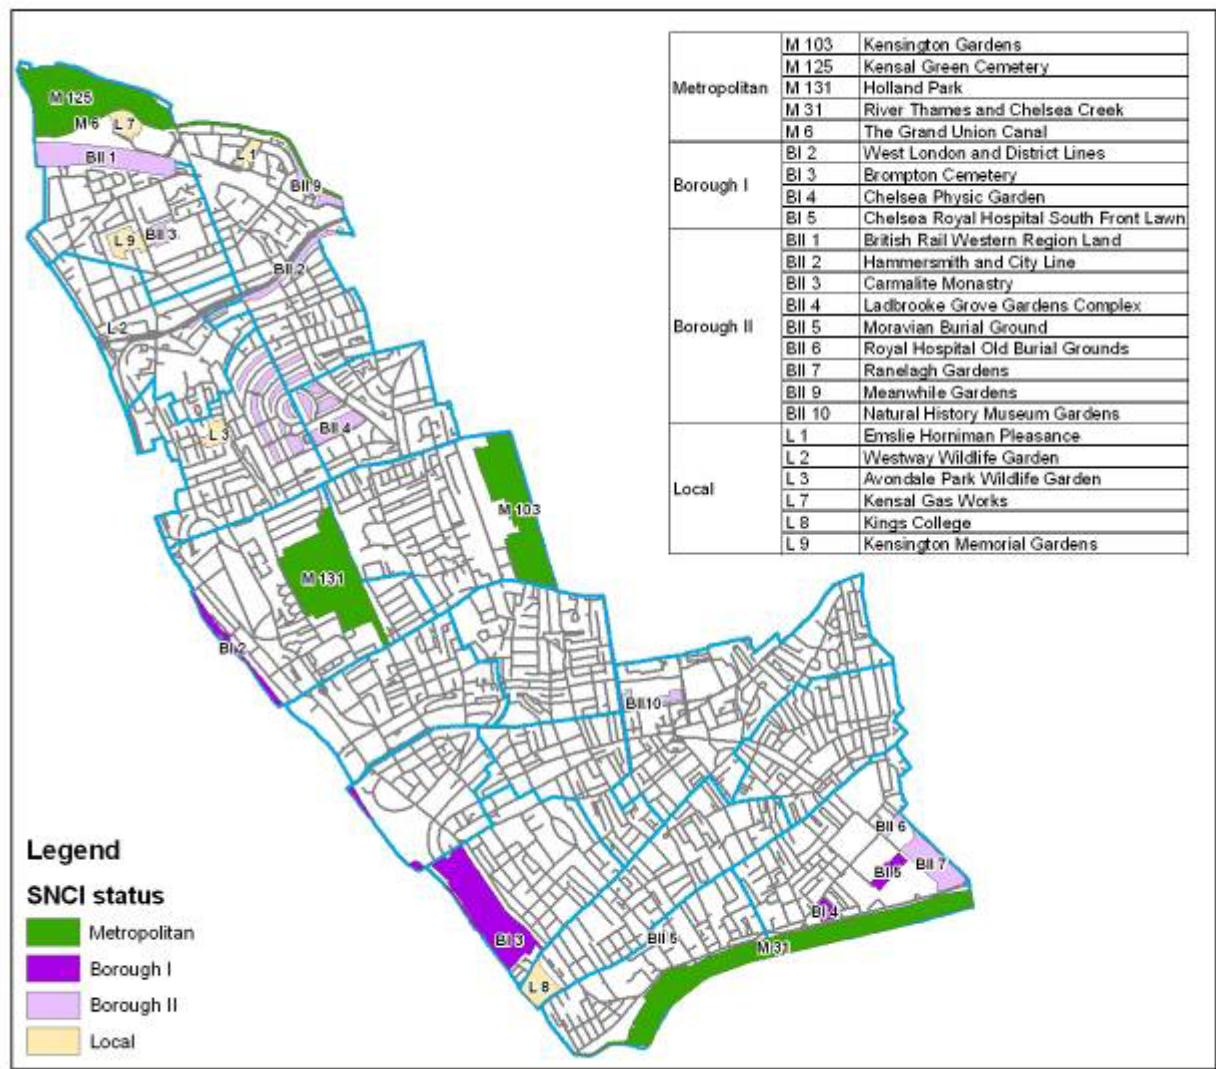 Metropolitan
M 103 Kensington Gardens
M 125 Kensal Green Cemetery
M 131 Holland Park
M 31 River Thames and Chelsea Creek
M 6 The Grand Union Canal
Borough I
BI 2 West London and District Lines
BI 3 Brompton Cemetery
BI 4 Chelsea Physic Garden
BI 5 Chelsea Royal Hospital South Front Lawn
Borough II
BII 1 British Rail Western Region Land
BII 2 Hammersmith and City Line
BII 3 Carmalite Monastry
BII 4 Ladbrooke Grove Gardens Complex
BII 5 Moravian Burial Ground
BII 6 Royal Hospital Old Burial Grounds
BII 7 Ranelagh Gardens
BII 9 Meanwhile Gardens
BII 10 Natural History Museum Gardens
Local
L 1 Emslie Horniman Pleasance
L 2 Westway Wildlife Garden
L 3 Avondale Park Wildlife Garden
L 7 Kensal Gas Works
L 8 Kings College
L 9 Kensington Memorial Gardens
M 125
M 6
L 7
BII 1
L 1
BII 9
L 9
BII 3
BII 2
L 2
L 3
BII 4
M 103
M 131
BI 2
BII10
BII 6
BII 7
BI 5
BI 4
BI 3
BII 5
M 31
L 8
Legend
SNCI status
Metropolitan
Borough I
Borough II
Local